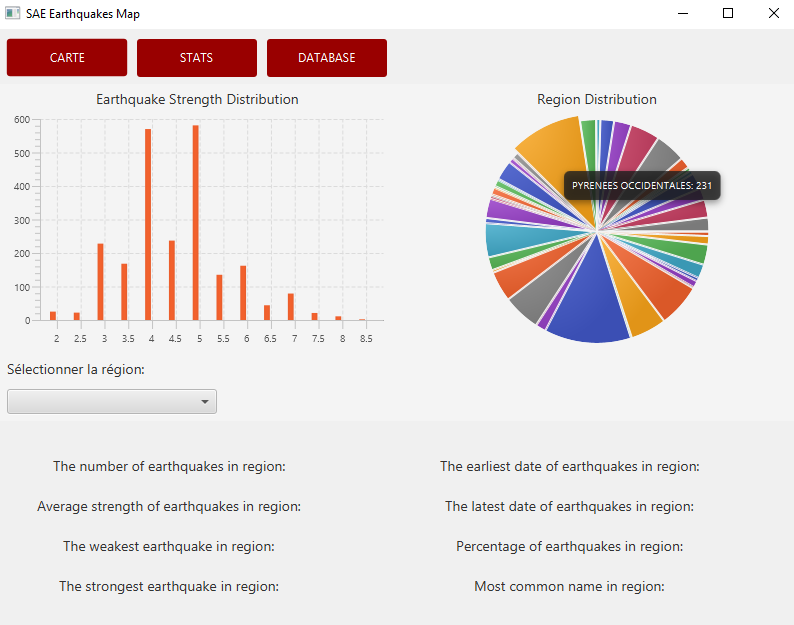 SAE Earthquakes Map
CARTE
STATS
DATABASE
Earthquake Strength Distribution
Region Distribution
600
500
400
300
200
100
0
2
2.5
3
3.5
4
4.5
5
5.5
6
6.5
7
7.5
8
8.5
PYRENEES OCCIDENTALES: 231
Sélectionner la région:
The number of earthquakes in region:
The earliest date of earthquakes in region:
Average strength of earthquakes in region:
The latest date of earthquakes in region:
The weakest earthquake in region:
Percentage of earthquakes in region:
The strongest earthquake in region:
Most common name in region: